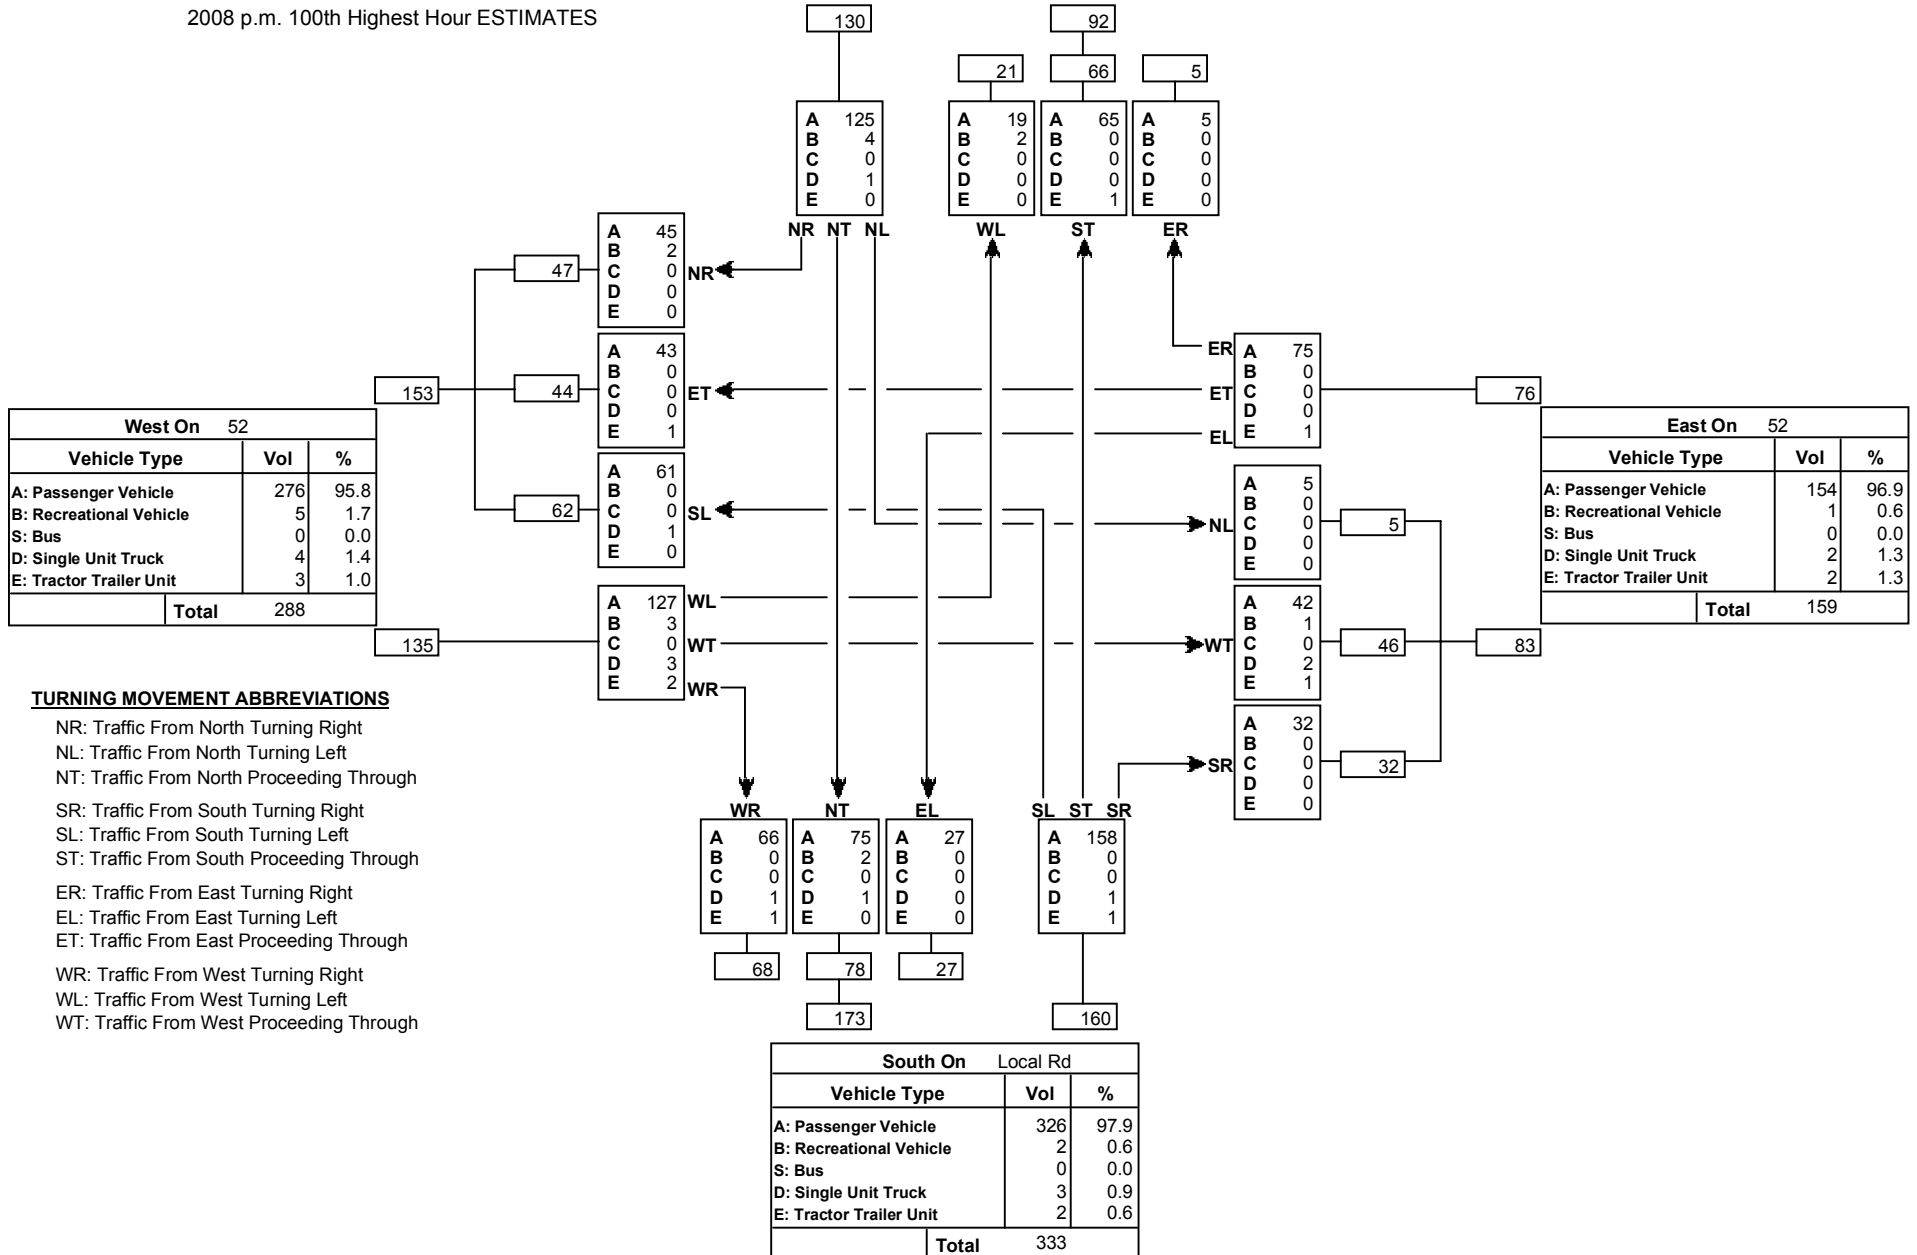 2008 p.m. 100th Highest Hour ESTIMATES
130
92
21
66
5
A 125
B 4
C 0
D 1
E 0
A 19
B 2
C 0
D 0
E 0
A 65
B 0
C 0
D 0
E 1
A 5
B 0
C 0
D 0
E 0
NR NT NL
WL
ST
ER
47
A 45
B 2
C 0
D 0
E 0
NR
153
44
A 43
B 0
C 0
D 0
E 1
ET
62
A 61
B 0
C 0
D 1
E 0
SL
135
A 127
B 3
C 0
D 3
E 2
WL
WT
WR
ER
ET
EL
A 75
B 0
C 0
D 0
E 1
76
NL
A 5
B 0
C 0
D 0
E 0
5
WT
A 42
B 1
C 0
D 2
E 1
46
83
SR
A 32
B 0
C 0
D 0
E 0
32
West On 52
Vehicle Type Vol %
A: Passenger Vehicle 276 95.8
B: Recreational Vehicle 5 1.7
S: Bus 0 0.0
D: Single Unit Truck 4 1.4
E: Tractor Trailer Unit 3 1.0
Total 288
East On 52
Vehicle Type Vol %
A: Passenger Vehicle 154 96.9
B: Recreational Vehicle 1 0.6
S: Bus 0 0.0
D: Single Unit Truck 2 1.3
E: Tractor Trailer Unit 2 1.3
Total 159
TURNING MOVEMENT ABBREVIATIONS
NR: Traffic From North Turning Right
NL: Traffic From North Turning Left
NT: Traffic From North Proceeding Through
SR: Traffic From South Turning Right
SL: Traffic From South Turning Left
ST: Traffic From South Proceeding Through
ER: Traffic From East Turning Right
EL: Traffic From East Turning Left
ET: Traffic From East Proceeding Through
WR: Traffic From West Turning Right
WL: Traffic From West Turning Left
WT: Traffic From West Proceeding Through
WR
NT
EL
SL ST SR
A 66
B 0
C 0
D 1
E 1
A 75
B 2
C 0
D 1
E 0
A 27
B 0
C 0
D 0
E 0
A 158
B 0
C 0
D 1
E 1
68
78
27
173
160
South On Local Rd
Vehicle Type Vol %
A: Passenger Vehicle 326 97.9
B: Recreational Vehicle 2 0.6
S: Bus 0 0.0
D: Single Unit Truck 3 0.9
E: Tractor Trailer Unit 2 0.6
Total 333